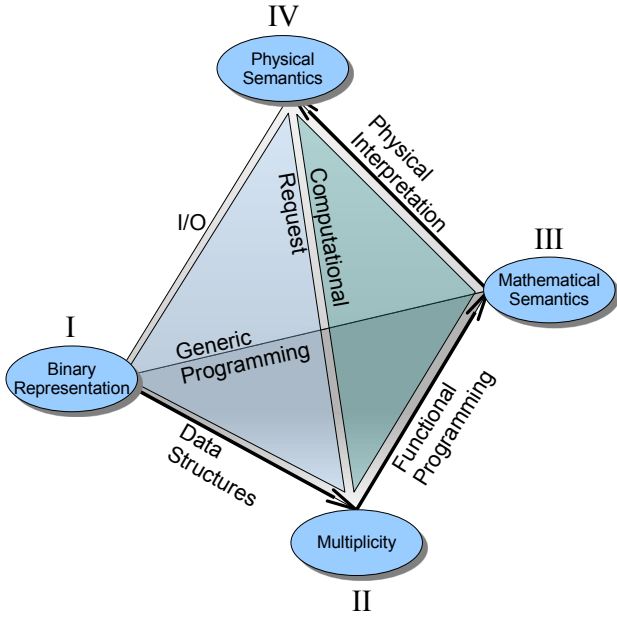 IV
Physical
Semantics
Physical
Interpretation
Computational
Request
I/O
III
Mathematical
Semantics
I
Binary
Representation
Generic
Programming
Data
Structures
Functional
Programming
Multiplicity
II